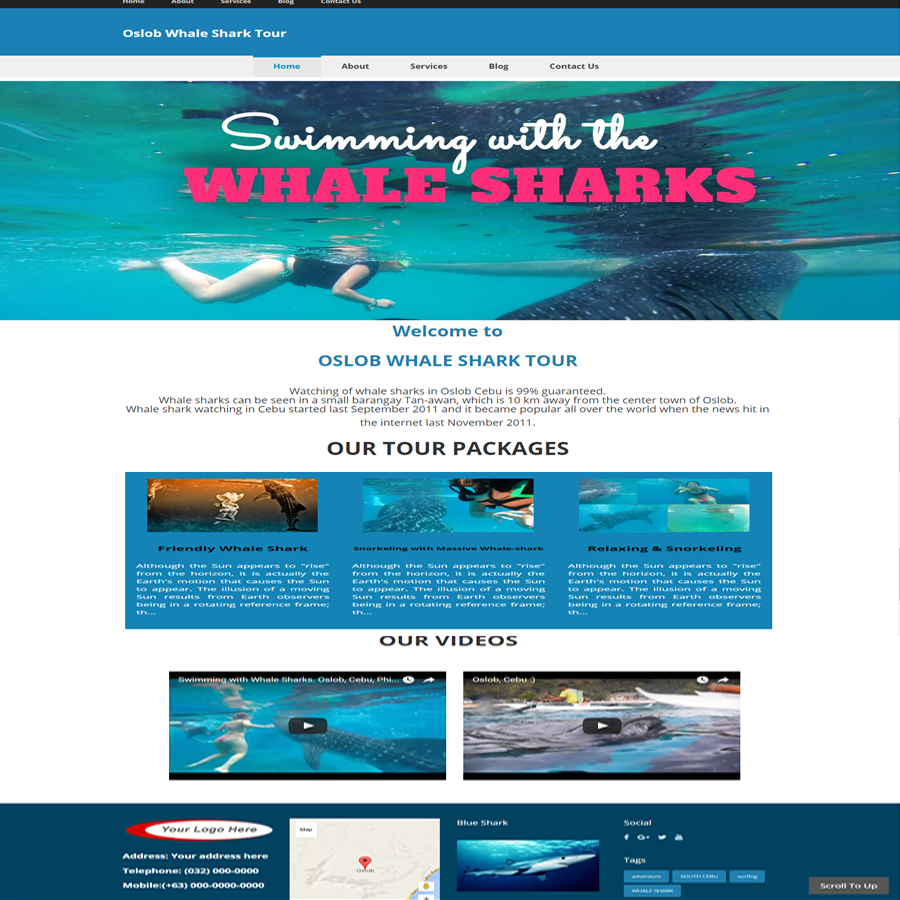 Home About Services Blog Contact Us
Oslob Whale Shark Tour
Home About Services Blog Contact Us
Swimming with the
WHALE SHARKS
Welcome to
OSLOB WHALE SHARK TOUR
Watching of whale sharks in Oslob Cebu is 99% guaranteed.
Whale sharks can be seen in a small barangay Tan-awan, which is 10 km away from the center town of Oslob.
Whale shark watching in Cebu started last September 2011 and it became popular all over the world when the news hit in
the internet last November 2011.
OUR TOUR PACKAGES
Friendly Whale Shark
Although the Sun appears to "rise"
from the horizon, it is actually the
Earth's motion that causes the Sun
to appear. The illusion of a moving
Sun results from Earth observers
being in a rotating reference frame;
th...
Snorkeling with Massive Whale-shark
Although the Sun appears to "rise"
from the horizon, it is actually the
Earth's motion that causes the Sun
to appear. The illusion of a moving
Sun results from Earth observers
being in a rotating reference frame;
th...
Relaxing & Snorkeling
Although the Sun appears to "rise"
from the horizon, it is actually the
Earth's motion that causes the Sun
to appear. The illusion of a moving
Sun results from Earth observers
being in a rotating reference frame;
th...
OUR VIDEOS
Swimming with Whale Sharks. Oslob, Cebu, Phi...
Oslob, Cebu :)
Your Logo Here
Address: Your address here
Telephone: (032) 000-0000
Mobile:(+63) 000-0000-0000
Map
Oslob
Blue Shark
Social
Tags
adventure SOUTH CEBU surfing
WHALE SHARK
Scroll To Up